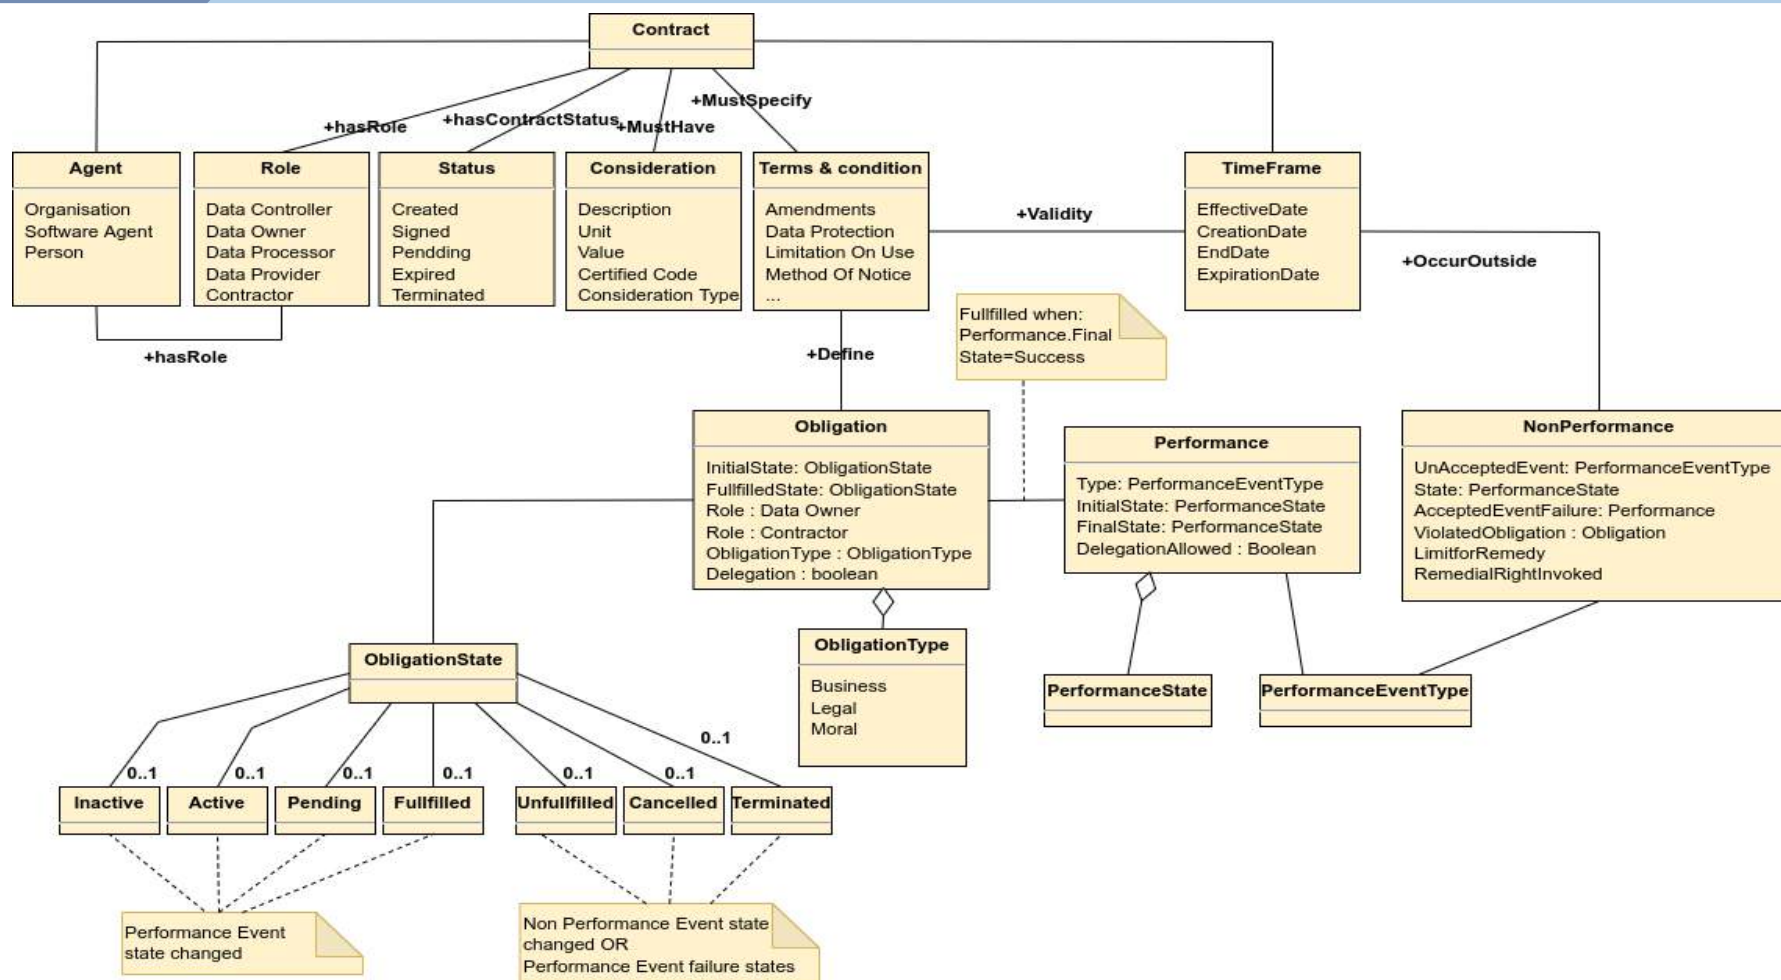 Contract
+hasRole
+hasContractStatus
+MustHave
+MustSpecify
Agent
Organisation
Software Agent
Person
Role
Data Controller
Data Owner
Data Processor
Data Provider
Contractor
Status
Created
Signed
Pendding
Expired
Terminated
Consideration
Description
Unit
Value
Certified Code
Consideration Type
Terms & condition
Amendments
Data Protection
Limitation On Use
Method Of Notice
...
+Validity
TimeFrame
EffectiveDate
CreationDate
EndDate
ExpirationDate
+OccurOutside
+hasRole
+Define
Fullfilled when:
Performance.Final
State=Success
Obligation
InitialState: ObligationState
FullfilledState: ObligationState
Role : Data Owner
Role : Contractor
ObligationType : ObligationType
Delegation : boolean
Performance
Type: PerformanceEventType
InitialState: PerformanceState
FinalState: PerformanceState
DelegationAllowed : Boolean
NonPerformance
UnAcceptedEvent: PerformanceEventType
State: PerformanceState
AcceptedEventFailure: Performance
ViolatedObligation : Obligation
LimitforRemedy
RemedialRightInvoked
ObligationState
ObligationType
Business
Legal
Moral
PerformanceState
PerformanceEventType
0..1
0..1
0..1
0..1
0..1
0..1
0..1
Inactive
Active
Pending
Fullfilled
Unfullfilled
Cancelled
Terminated
Performance Event
state changed
Non Performance Event state
changed OR
Performance Event failure states